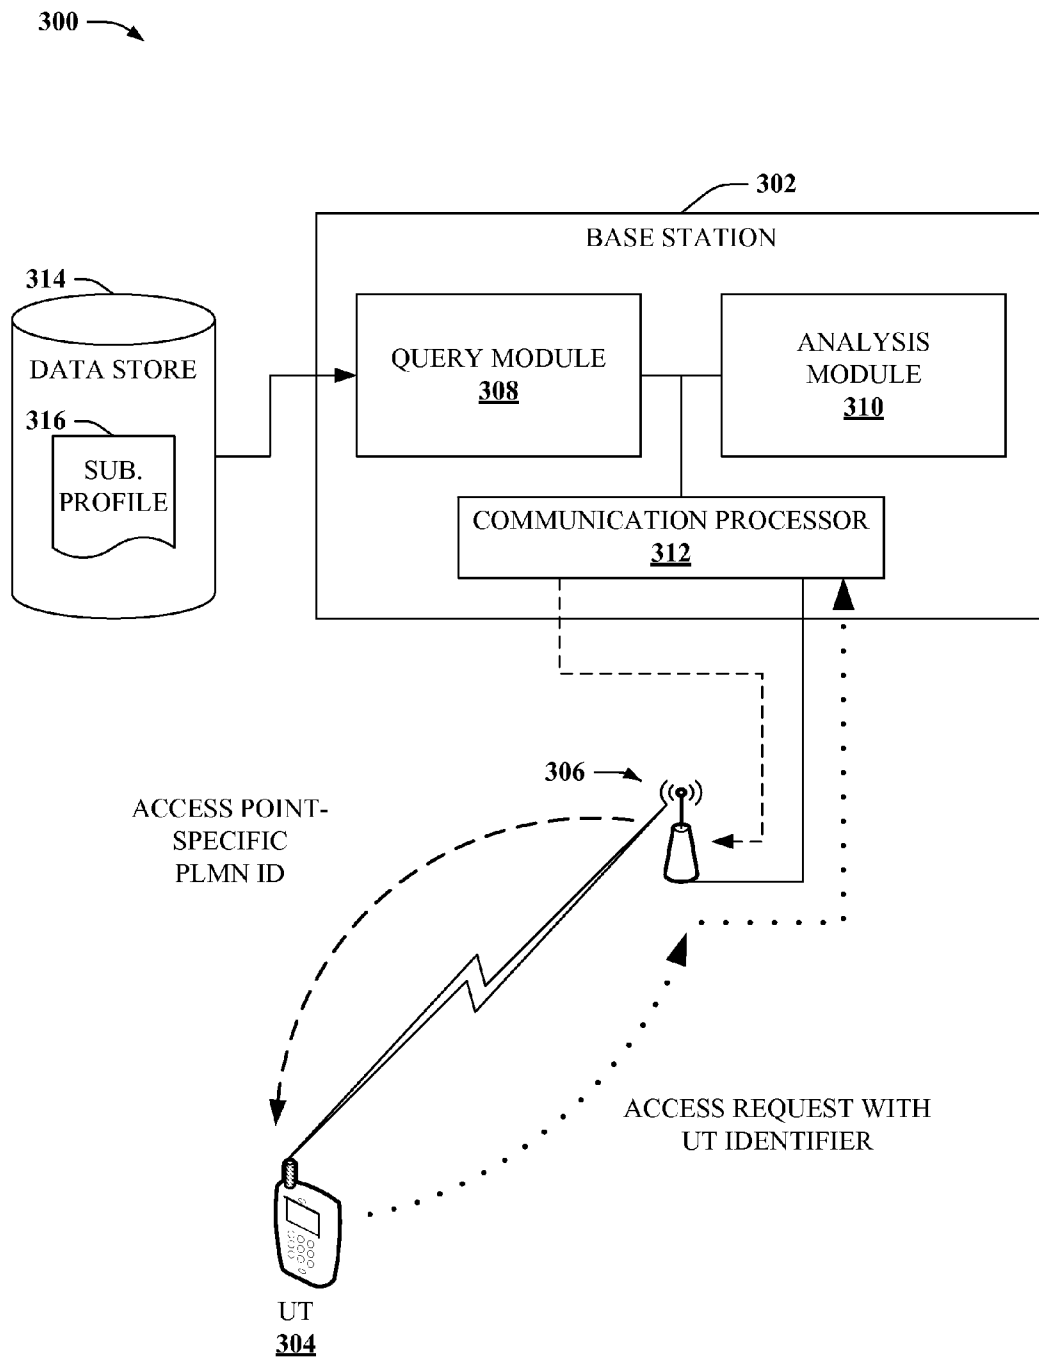 300
302
BASE STATION
314
DATA STORE
316
SUB.
PROFILE
QUERY MODULE
308
ANALYSIS
MODULE
310
COMMUNICATION PROCESSOR
312
306
ACCESS POINT-
SPECIFIC
PLMN ID
ACCESS REQUEST WITH
UT IDENTIFIER
UT
304